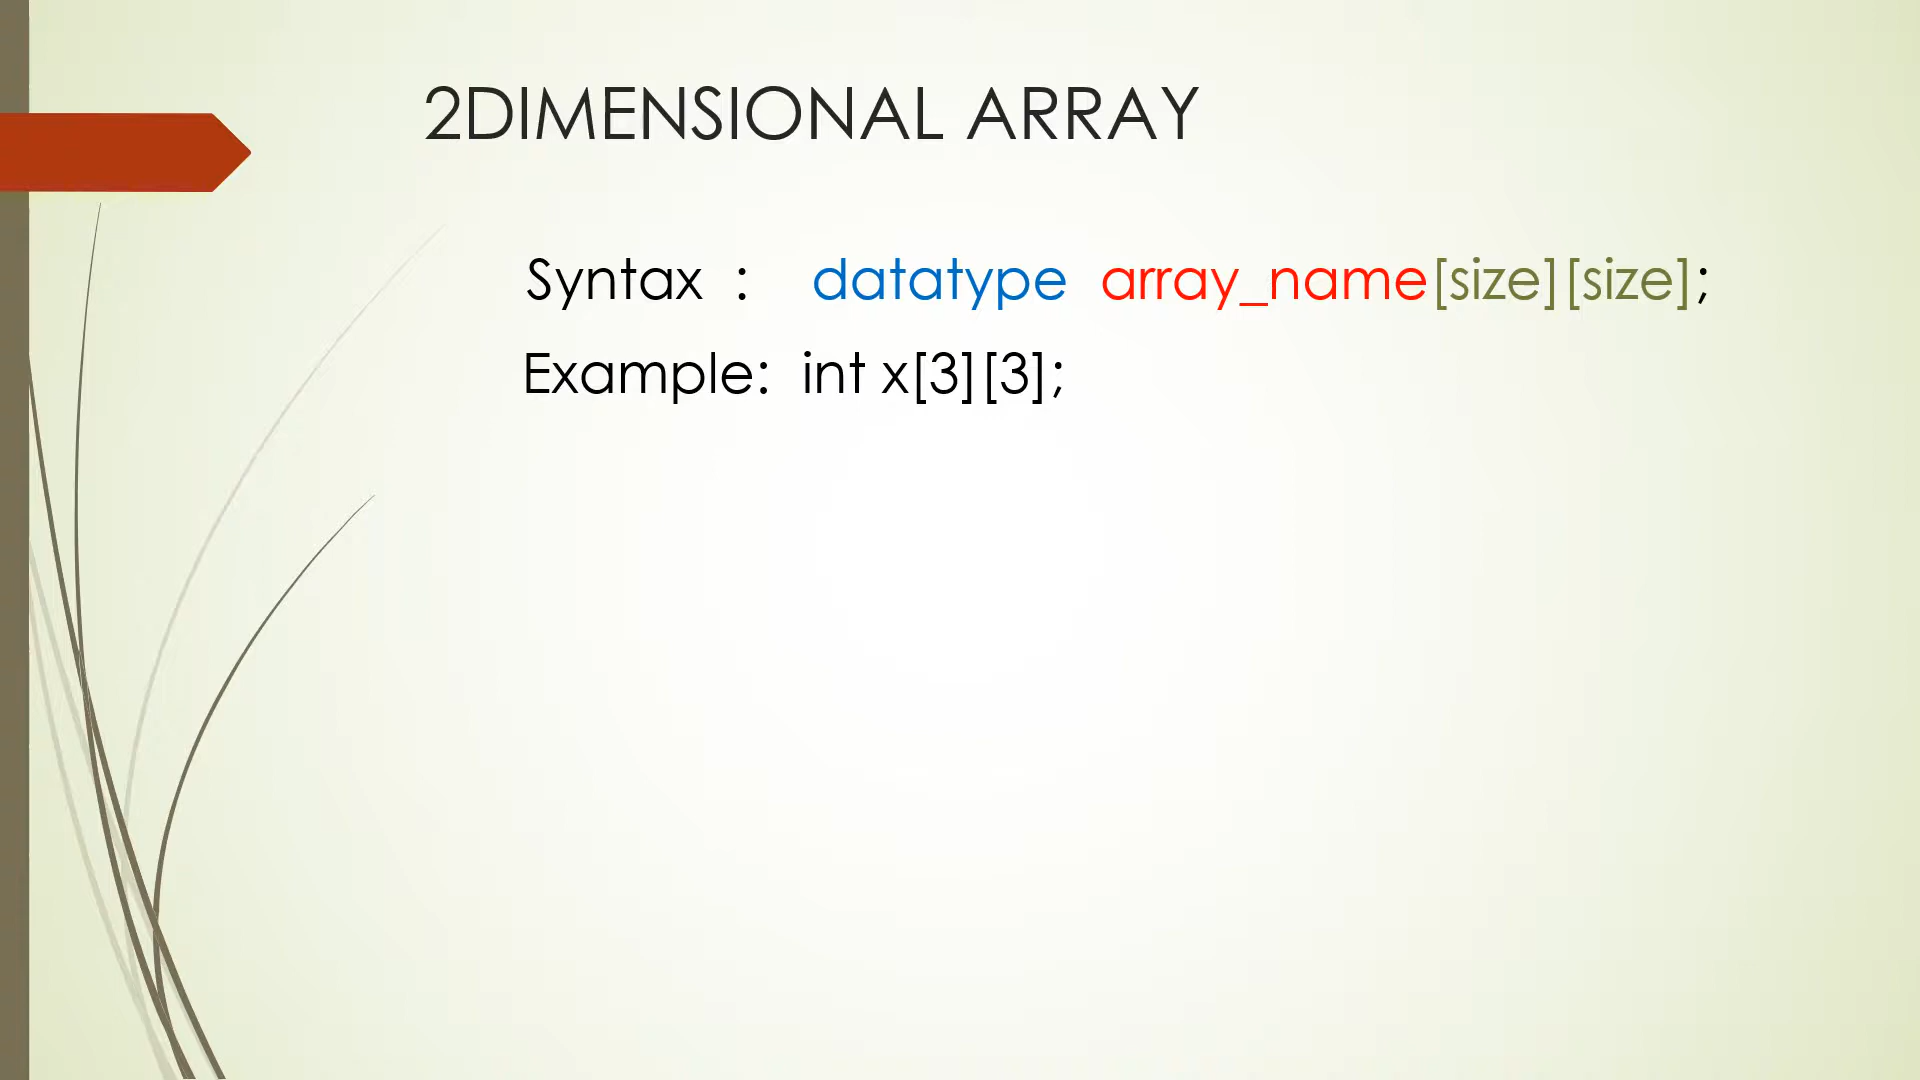 2DIMENSIONAL ARRAY
Syntax : datatype array_name[size][size];
Example: int x[3][3];